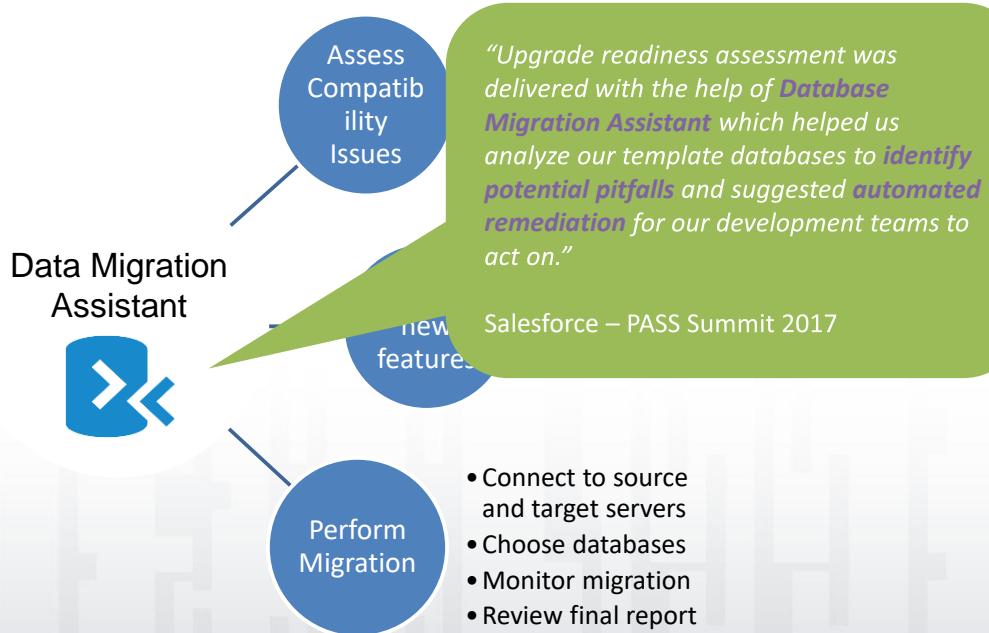 Assess
Compatib
ility
Issues
“Upgrade readiness assessment was
delivered with the help of Database
Migration Assistant which helped us
analyze our template databases to identify
potential pitfalls and suggested automated
remediation for our development teams to
act on.”
Salesforce – PASS Summit 2017
Data Migration
Assistant
new
features
Perform
Migration
• Connect to source
and target servers
• Choose databases
• Monitor migration
• Review final report